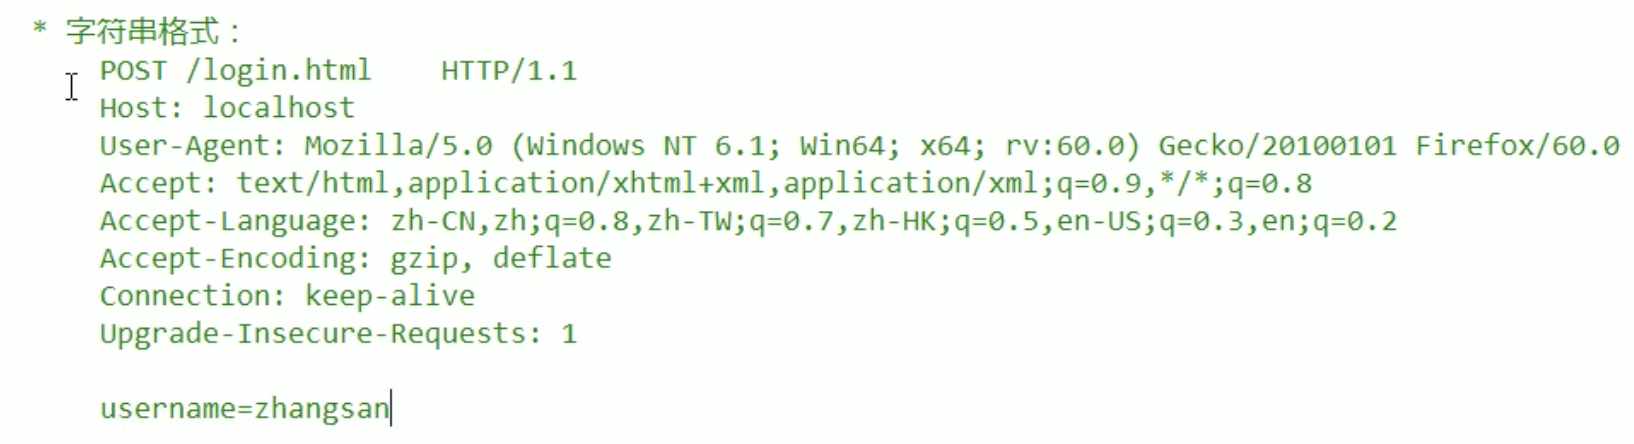 * 字符串格式：
POST /login.html    HTTP/1.1
Host: localhost
User-Agent: Mozilla/5.0 (Windows NT 6.1; Win64; x64; rv:60.0) Gecko/20100101 Firefox/60.0
Accept: text/html,application/xhtml+xml,application/xml;q=0.9,*/*;q=0.8
Accept-Language: zh-CN,zh;q=0.8,zh-TW;q=0.7,zh-HK;q=0.5,en-US;q=0.3,en;q=0.2
Accept-Encoding: gzip, deflate
Connection: keep-alive
Upgrade-Insecure-Requests: 1
username=zhangsan